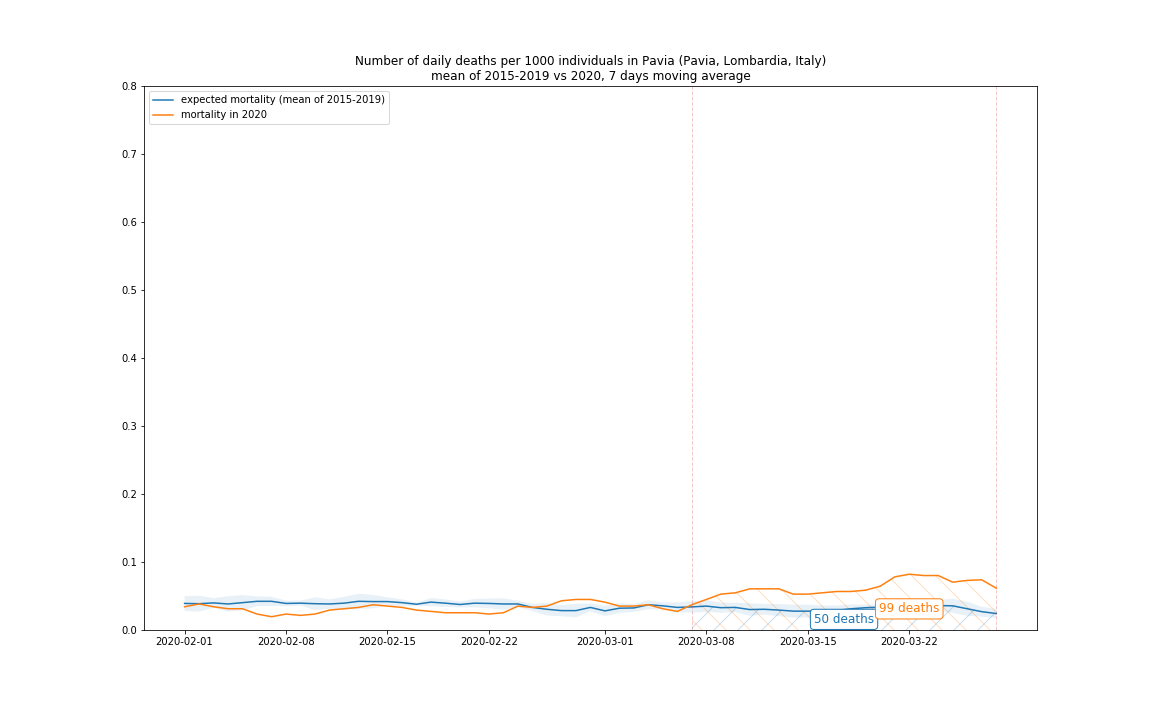 Number of daily deaths per 1000 individuals in Pavia (Pavia, Lombardia, Italy)
mean of 2015-2019 vs 2020, 7 days moving average
expected mortality (mean of 2015-2019)
mortality in 2020
0.8
0.7
0.6
0.5
0.4
0.3
0.2
0.1
0.0
99 deaths
50 deaths
2020-02-01 2020-02-08 2020-02-15 2020-02-22 2020-03-01 2020-03-08 2020-03-15 2020-03-22